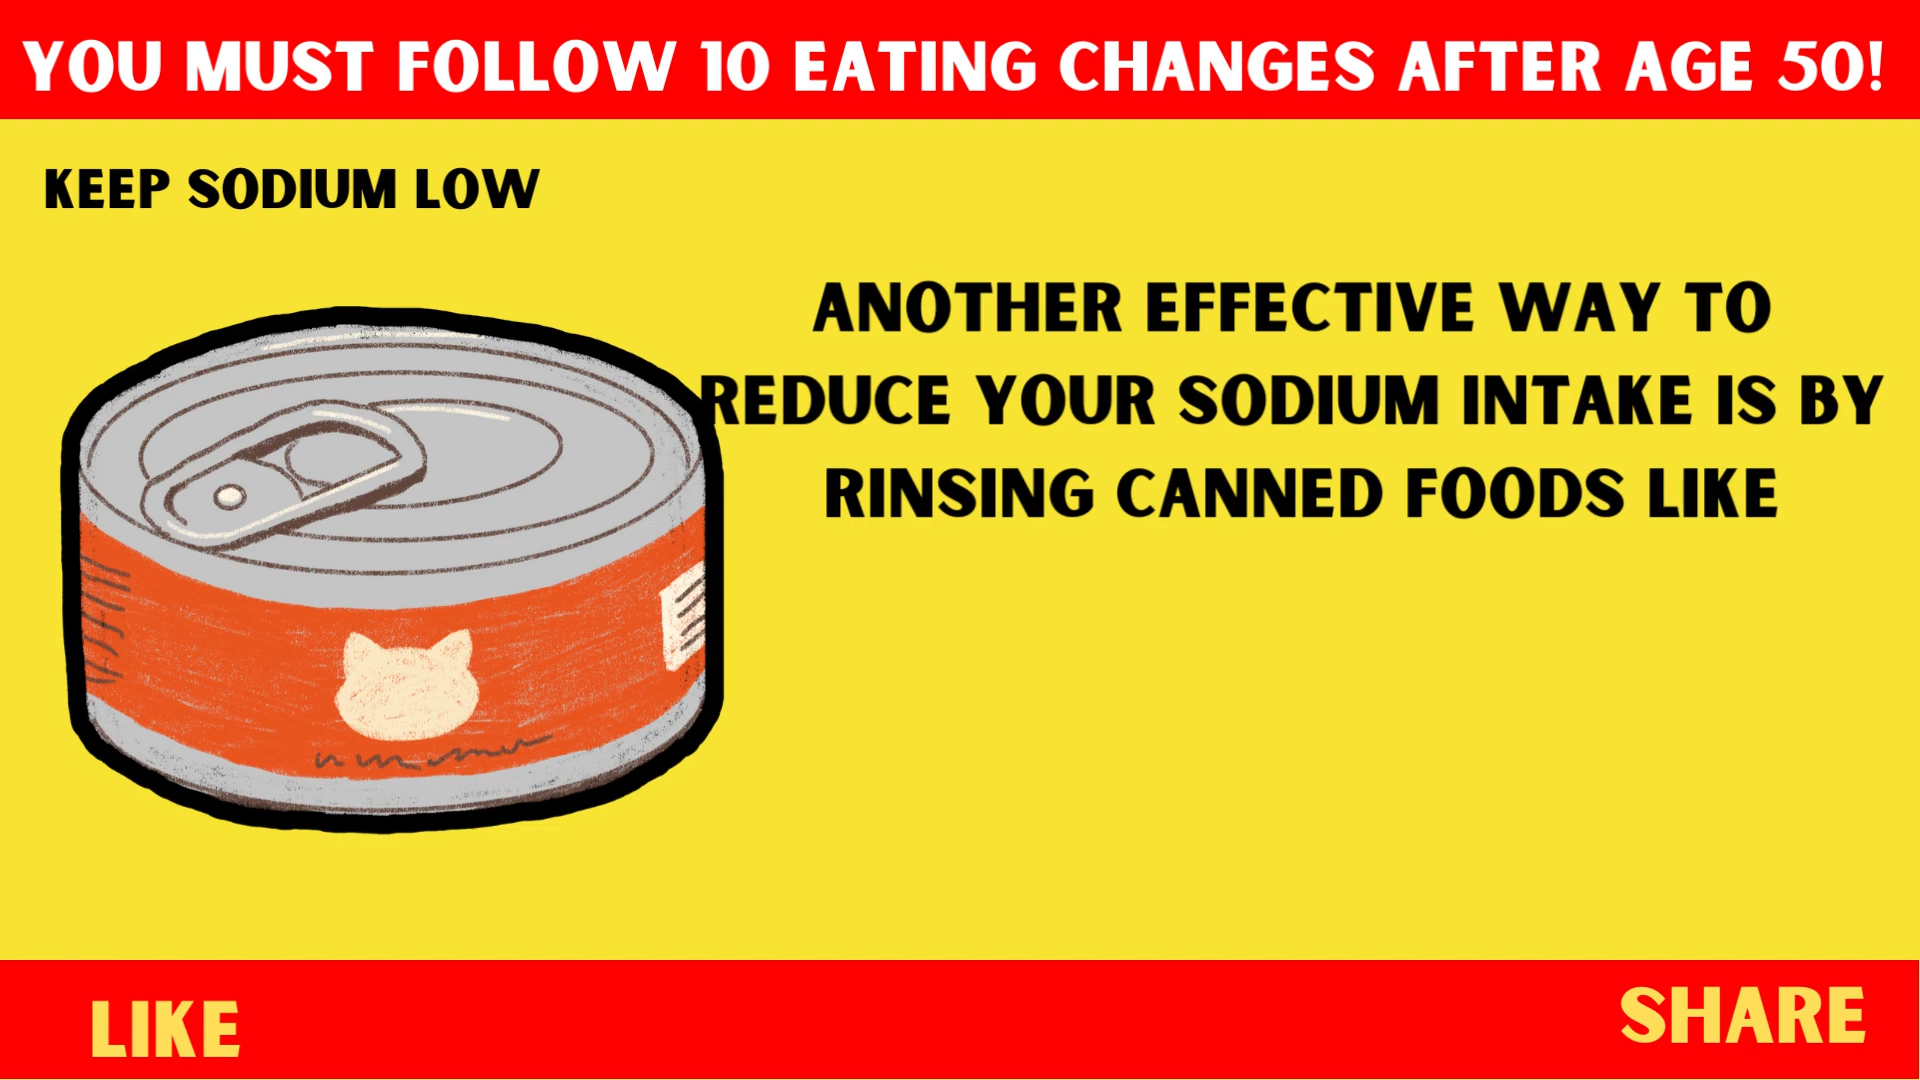 YOU MUST FOLLOW 10 EATING CHANGES AFTER AGE 50!
KEEP SODIUM LOW
ANOTHER EFFECTIVE WAY TO
REDUCE YOUR SODIUM INTAKE IS BY
RINSING CANNED FOODS LIKE
LIKE
SHARE